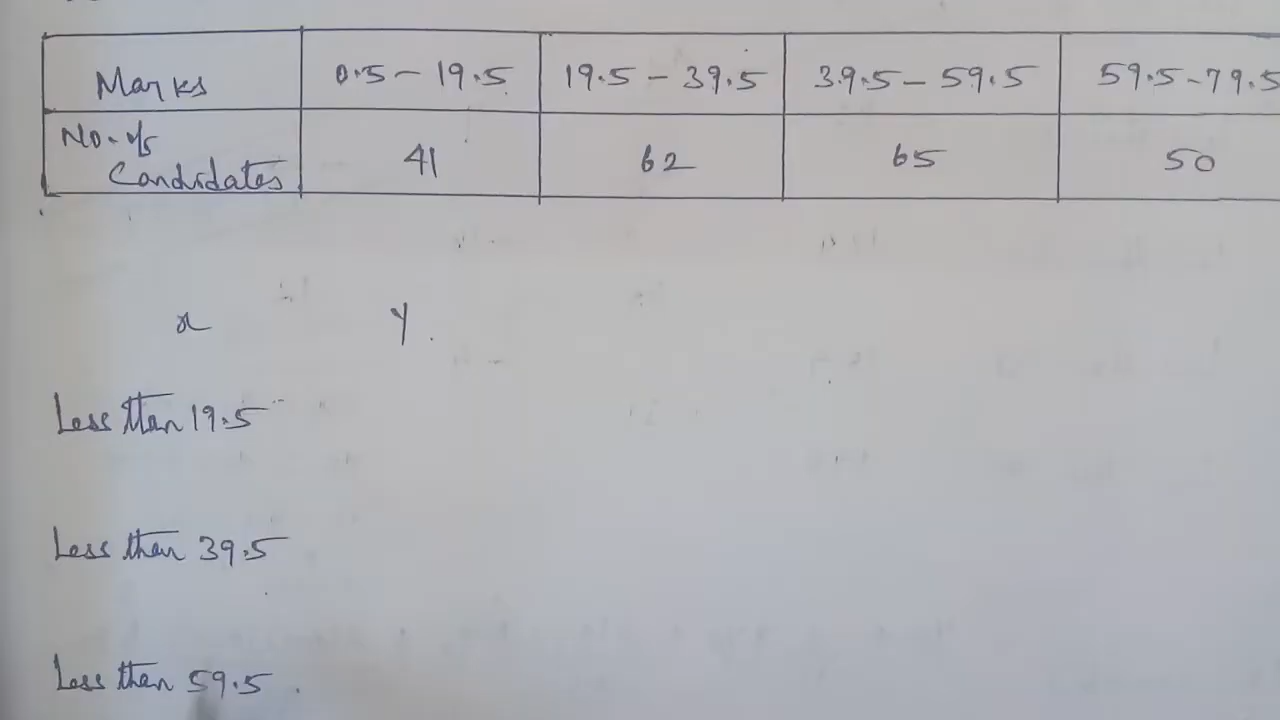 Marks 0.5 - 19.5 19.5 - 39.5 39.5 - 59.5 59.5 - 79.5
No. of
Candidates 41 62 65 50
x y.
Less than 19.5
Less than 39.5
Less than 59.5.